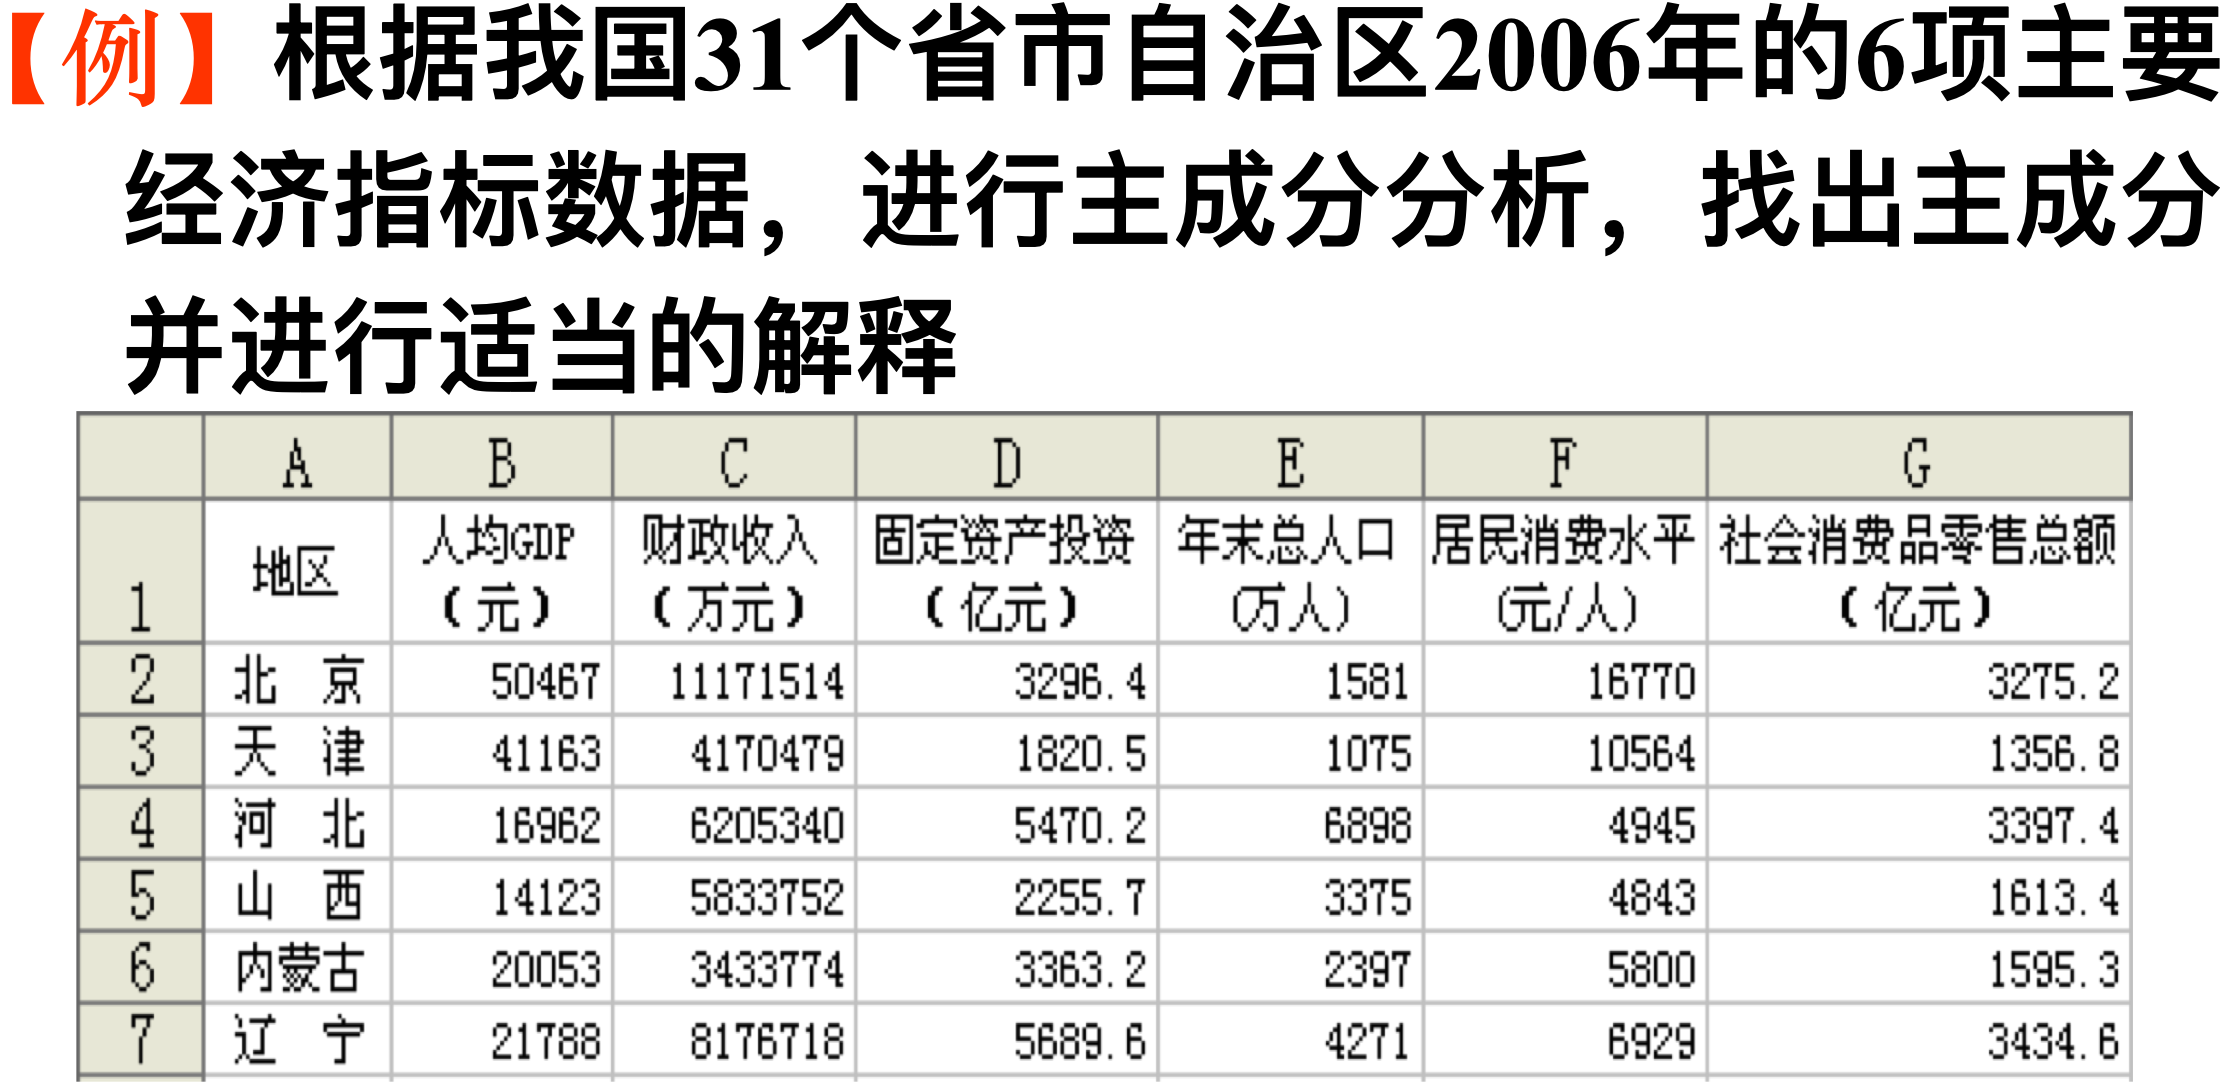 【例】根据我国31个省市自治区2006年的6项主要
经济指标数据，进行主成分分析，找出主成分
并进行适当的解释
A B C D E F G
1 地区 人均GDP（元） 财政收入（万元） 固定资产投资（亿元） 年末总人口(万人) 居民消费水平(元/人) 社会消费品零售总额（亿元）
2 北 京 50467 11171514 3296.4 1581 16770 3275.2
3 天 津 41163 4170479 1820.5 1075 10564 1356.8
4 河 北 16962 6205340 5470.2 6898 4945 3397.4
5 山 西 14123 5833752 2255.7 3375 4843 1613.4
6 内蒙古 20053 3433774 3363.2 2397 5800 1595.3
7 辽 宁 21788 8176718 5689.6 4271 6929 3434.6